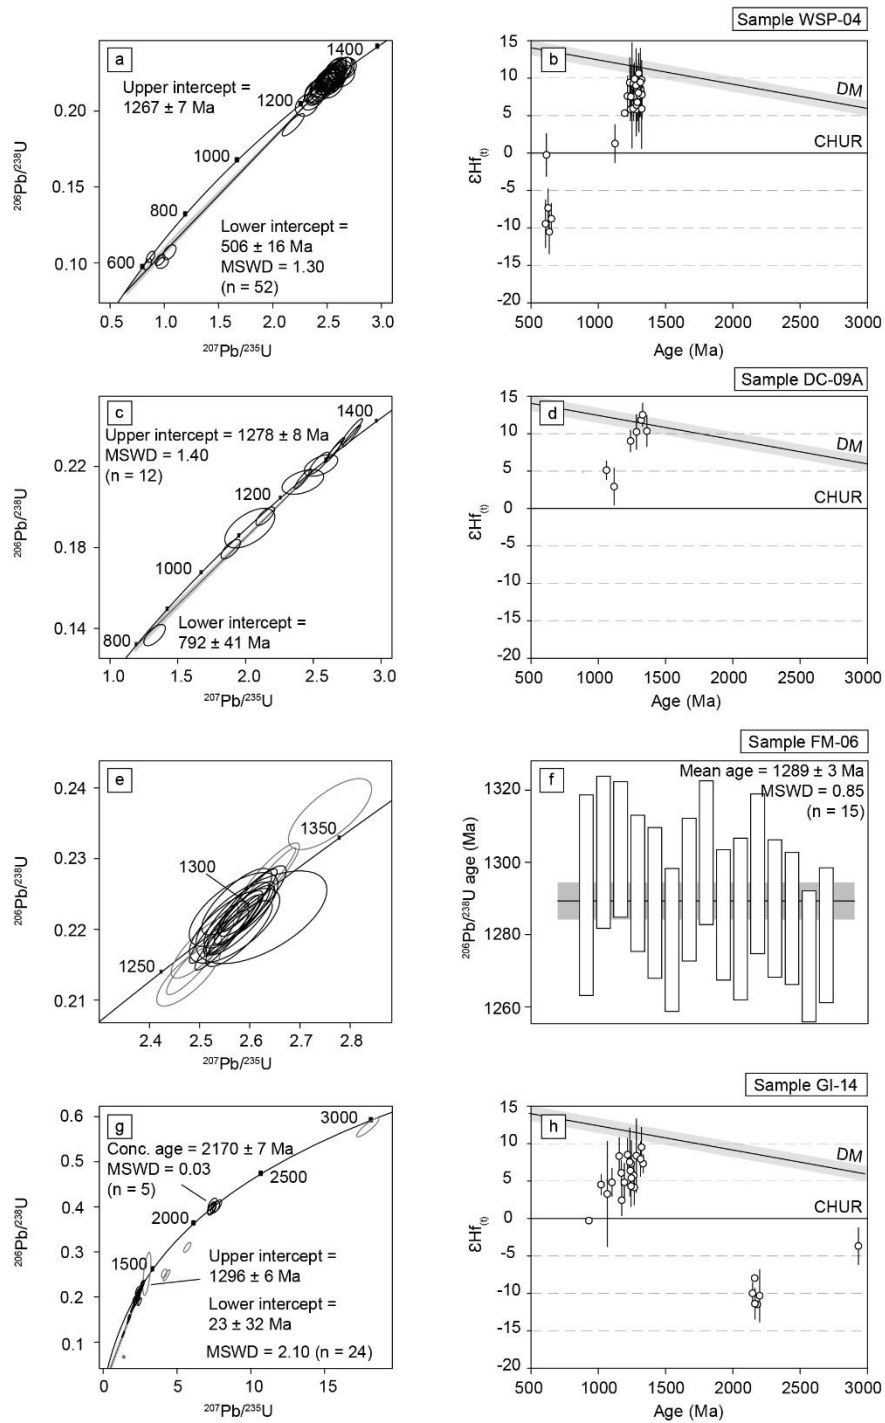 Sample WSP-04
a
1400
Upper intercept =
1267 ± 7 Ma
1200
1000
800
600
Lower intercept =
506 ± 16 Ma
MSWD = 1.30
(n = 52)
0.20
0.15
0.10
²⁰⁶Pb/²³⁸U
0.5 1.0 1.5 2.0 2.5 3.0
²⁰⁷Pb/²³⁵U
b
DM
CHUR
15
10
5
0
-5
-10
-15
-20
εHf(t)
500 1000 1500 2000 2500 3000
Age (Ma)
Sample DC-09A
c
1400
Upper intercept = 1278 ± 8 Ma
MSWD = 1.40
(n = 12)
1200
1000
800
Lower intercept =
792 ± 41 Ma
0.22
0.18
0.14
²⁰⁶Pb/²³⁸U
1.0 1.5 2.0 2.5 3.0
²⁰⁷Pb/²³⁵U
d
DM
CHUR
15
10
5
0
-5
-10
-15
-20
εHf(t)
500 1000 1500 2000 2500 3000
Age (Ma)
Sample FM-06
e
1350
1300
1250
0.24
0.23
0.22
0.21
²⁰⁶Pb/²³⁸U
2.4 2.5 2.6 2.7 2.8
²⁰⁷Pb/²³⁵U
f
Mean age = 1289 ± 3 Ma
MSWD = 0.85
(n = 15)
1320
1300
1280
1260
²⁰⁶Pb/²³⁸U age (Ma)
Sample GI-14
g
3000
Conc. age = 2170 ± 7 Ma
MSWD = 0.03
(n = 5)
2500
2000
1500
Upper intercept =
1296 ± 6 Ma
Lower intercept =
23 ± 32 Ma
MSWD = 2.10 (n = 24)
0.6
0.5
0.4
0.3
0.2
0.1
²⁰⁶Pb/²³⁸U
0 5 10 15
²⁰⁷Pb/²³⁵U
h
DM
CHUR
15
10
5
0
-5
-10
-15
-20
εHf(t)
500 1000 1500 2000 2500 3000
Age (Ma)